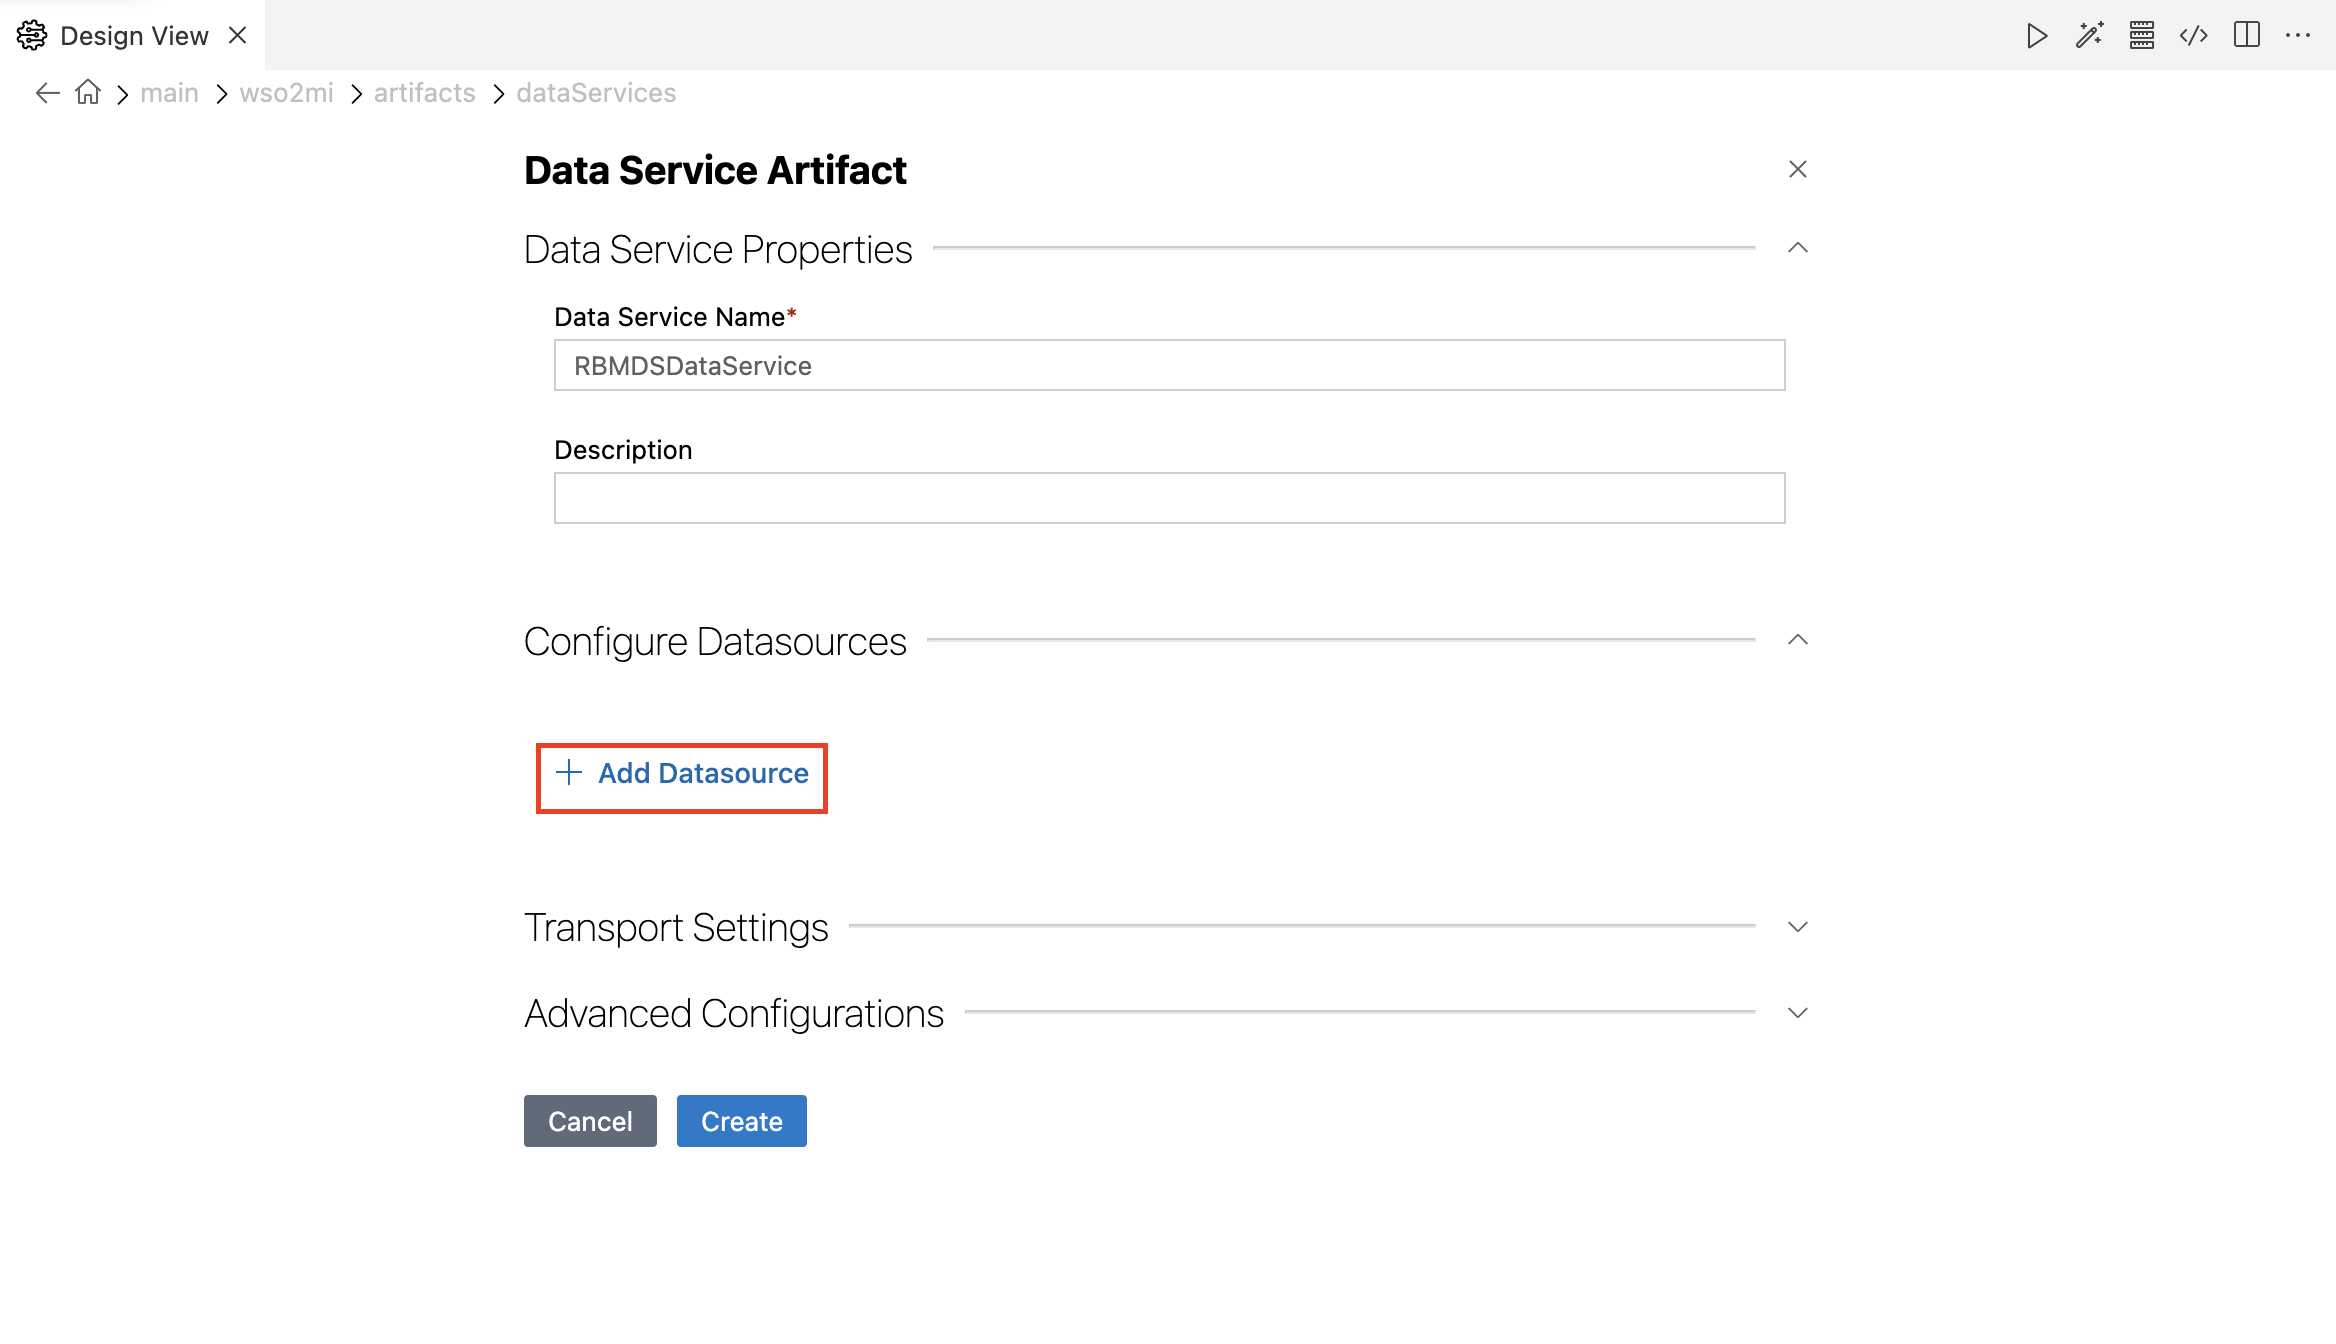 Design View
main wso2mi artifacts dataServices
Data Service Artifact
Data Service Properties
Data Service Name*
RBMDSDataService
Description
Configure Datasources
Add Datasource
Transport Settings
Advanced Configurations
Cancel Create